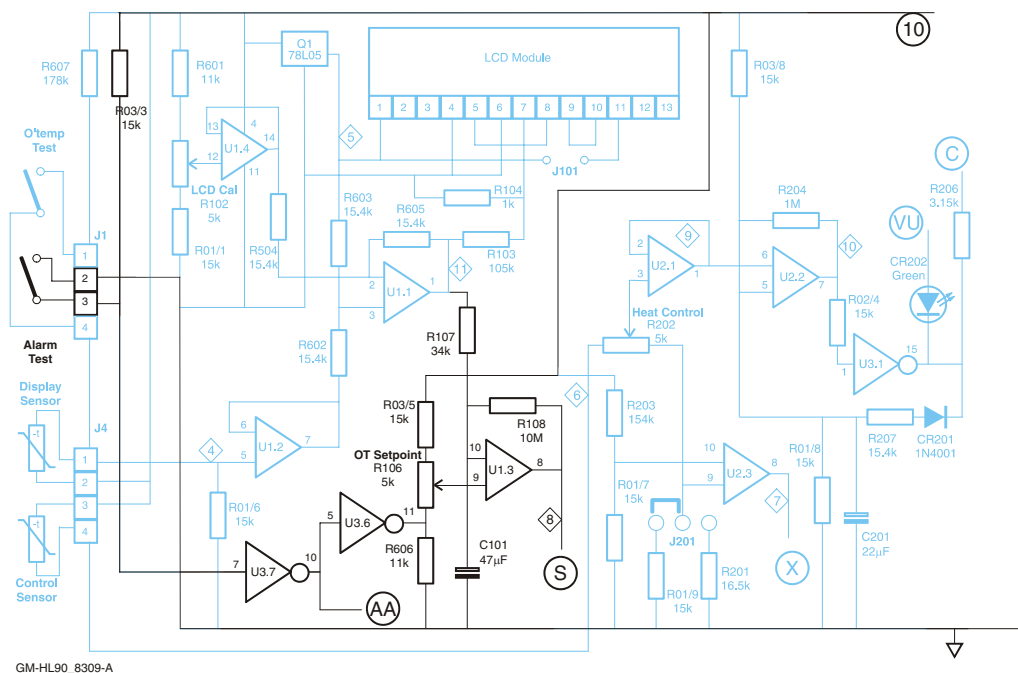 10
R607
178k
R03/3
15k
R601
11k
Q1
78L05
LCD Module
1 2 3 4 5 6 7 8 9 10 11 12 13
R03/8
15k
O'temp
Test
13
4
14
U1.4
12
11
5
J101
C
LCD Cal
R102
5k
R603
15.4k
R104
1k
R204
1M
R206
3.15k
VU
J1
1
2
3
4
R01/1
15k
R504
15.4k
R605
15.4k
R103
105k
11
2
U1.1
1
3
2
9
U2.1
3
1
6
U2.2
5
7
10
CR202
Green
Alarm
Test
R107
34k
Heat Control
R202
5k
R02/4
15k
15
U3.1
1
R602
15.4k
Display
Sensor
-t
J4
1
2
3
4
4
6
U1.2
7
5
R03/5
15k
R108
10M
6
R203
154k
R207
15.4k
CR201
1N4001
OT Setpoint
R106
5k
10
U1.3
8
9
10
U2.3
8
9
R01/8
15k
-t
Control
Sensor
R01/6
15k
5
U3.6
11
R01/7
15k
7
8
J201
C201
22µF
7
U3.7
10
R606
11k
C101
47µF
S
R01/9
15k
R201
16.5k
X
AA
GM-HL90_8309-A